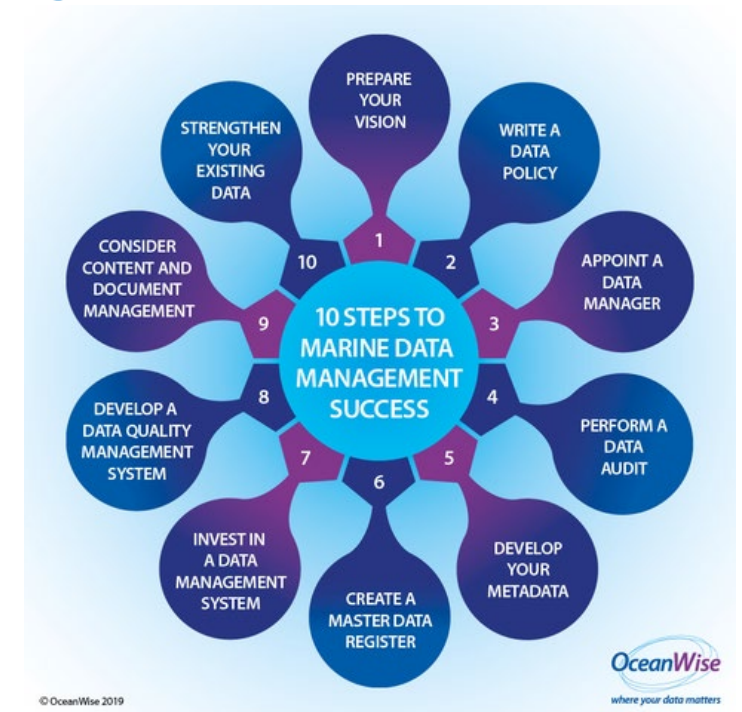 10 STEPS TO
MARINE DATA
MANAGEMENT
SUCCESS
1
PREPARE
YOUR
VISION
2
WRITE A
DATA
POLICY
3
APPOINT A
DATA
MANAGER
4
PERFORM A
DATA
AUDIT
5
DEVELOP
YOUR
METADATA
6
CREATE A
MASTER DATA
REGISTER
7
INVEST IN
A DATA
MANAGEMENT
SYSTEM
8
DEVELOP A
DATA QUALITY
MANAGEMENT
SYSTEM
9
CONSIDER
CONTENT AND
DOCUMENT
MANAGEMENT
10
STRENGTHEN
YOUR
EXISTING
DATA
© OceanWise 2019
OceanWise
where your data matters